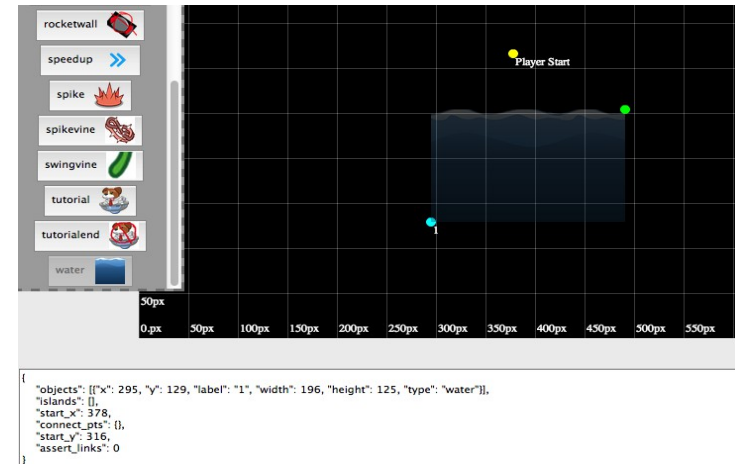 rocketwall
speedup
spike
spikevine
swingvine
tutorial
tutorialend
water
Player Start
1
50px
0.px 50px 100px 150px 200px 250px 300px 350px 400px 450px 500px 550px
{
"objects": [{"x": 295, "y": 129, "label": "1", "width": 196, "height": 125, "type": "water"}],
"islands": [],
"start_x": 378,
"connect_pts": {},
"start_y": 316,
"assert_links": 0
}